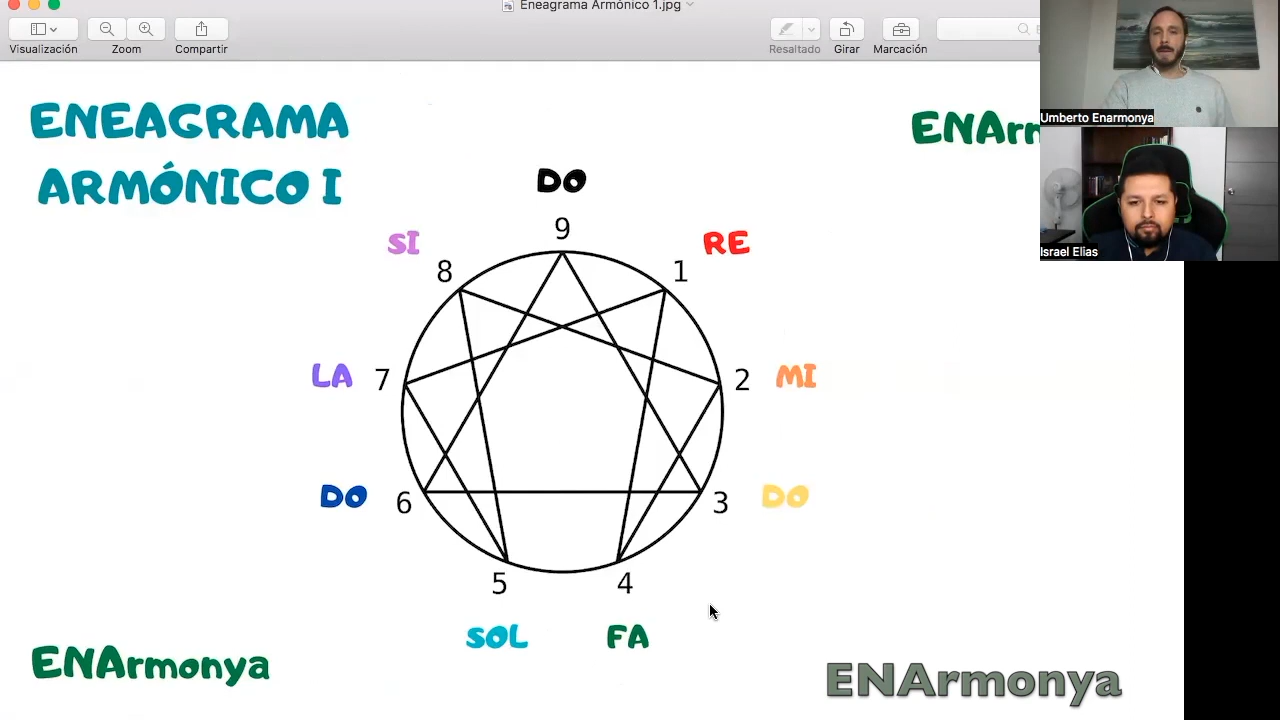 Eneagrama Armónico 1.jpg
Visualización
Zoom
Compartir
Resaltado
Girar
Marcación
ENEAGRAMA
ARMÓNICO I
Umberto Enarmonya
Israel Elias
DO
9
SI
8
RE
1
LA
7
MI
2
DO
6
DO
3
SOL
5
FA
4
ENArmonya
ENArmonya